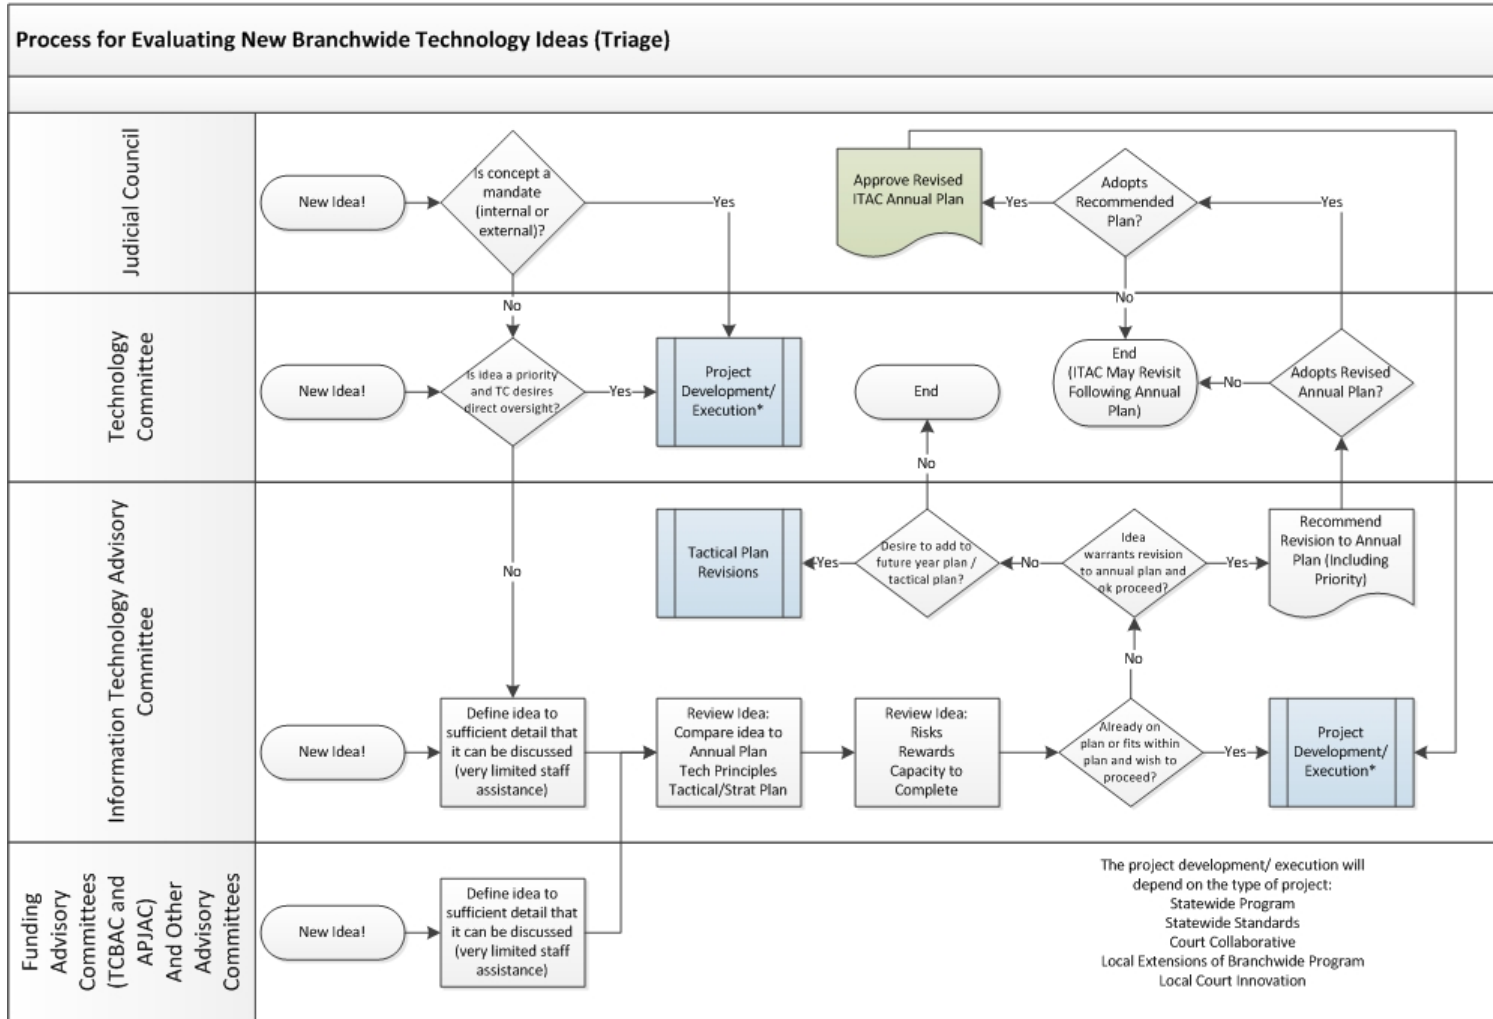 Process for Evaluating New Branchwide Technology Ideas (Triage)
Judicial Council
New Idea!
Is concept a
mandate
(internal or
external)?
Yes
No
Approve Revised
ITAC Annual Plan
Yes
Adopts
Recommended
Plan?
Yes
No
Technology
Committee
New Idea!
Is idea a priority
and TC desires
direct oversight?
Yes
Project
Development/
Execution*
End
No
End
(ITAC May Revisit
Following Annual
Plan)
No
Adopts Revised
Annual Plan?
Information Technology Advisory
Committee
No
Tactical Plan
Revisions
Yes
Desire to add to
future year plan /
tactical plan?
No
Idea
warrants revision
to annual plan and
ok proceed?
Yes
Recommend
Revision to Annual
Plan (Including
Priority)
No
New Idea!
Define idea to
sufficient detail that
it can be discussed
(very limited staff
assistance)
Review Idea:
Compare idea to
Annual Plan
Tech Principles
Tactical/Strat Plan
Review Idea:
Risks
Rewards
Capacity to
Complete
Already on
plan or fits within
plan and wish to
proceed?
Yes
Project
Development/
Execution*
Funding
Advisory
Committees
(TCBAC and
APJAC)
And Other
Advisory
Committees
New Idea!
Define idea to
sufficient detail that
it can be discussed
(very limited staff
assistance)
The project development/ execution will
depend on the type of project:
Statewide Program
Statewide Standards
Court Collaborative
Local Extensions of Branchwide Program
Local Court Innovation